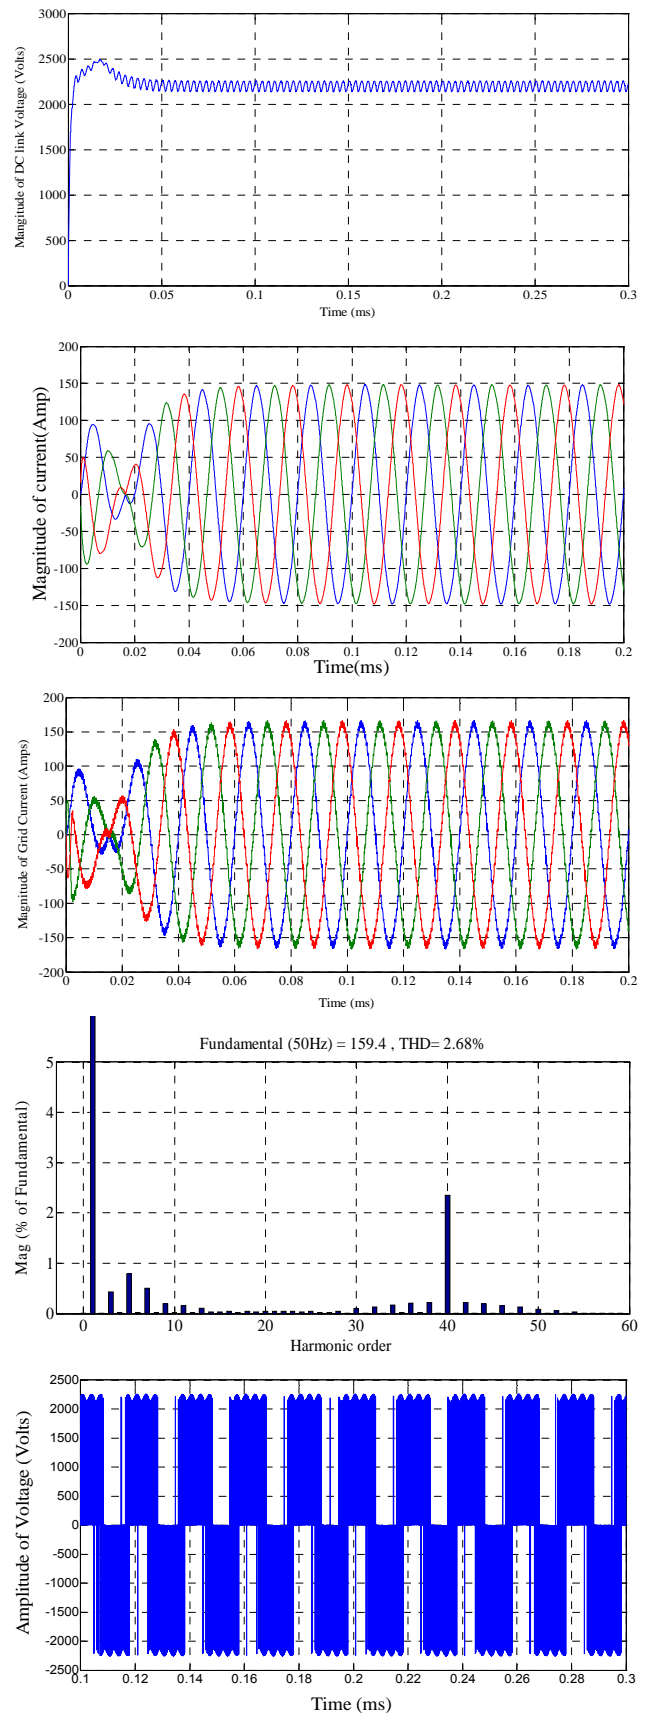 3000
2500
2000
1500
1000
500
0
Mangitude of DC link Voltage (Volts)
0 0.05 0.1 0.15 0.2 0.25 0.3
Time (ms)
200
150
100
50
0
-50
-100
-150
-200
Magnitude of current(Amp)
0 0.02 0.04 0.06 0.08 0.1 0.12 0.14 0.16 0.18 0.2
Time(ms)
200
150
100
50
0
-50
-100
-150
-200
Magnitude of Grid Current (Amps)
0 0.02 0.04 0.06 0.08 0.1 0.12 0.14 0.16 0.18 0.2
Time (ms)
Fundamental (50Hz) = 159.4 , THD= 2.68%
5
4
3
2
1
0
Mag (% of Fundamental)
0 10 20 30 40 50 60
Harmonic order
2500
2000
1500
1000
500
0
-500
-1000
-1500
-2000
-2500
Amplitude of Voltage (Volts)
0.1 0.12 0.14 0.16 0.18 0.2 0.22 0.24 0.26 0.28 0.3
Time (ms)